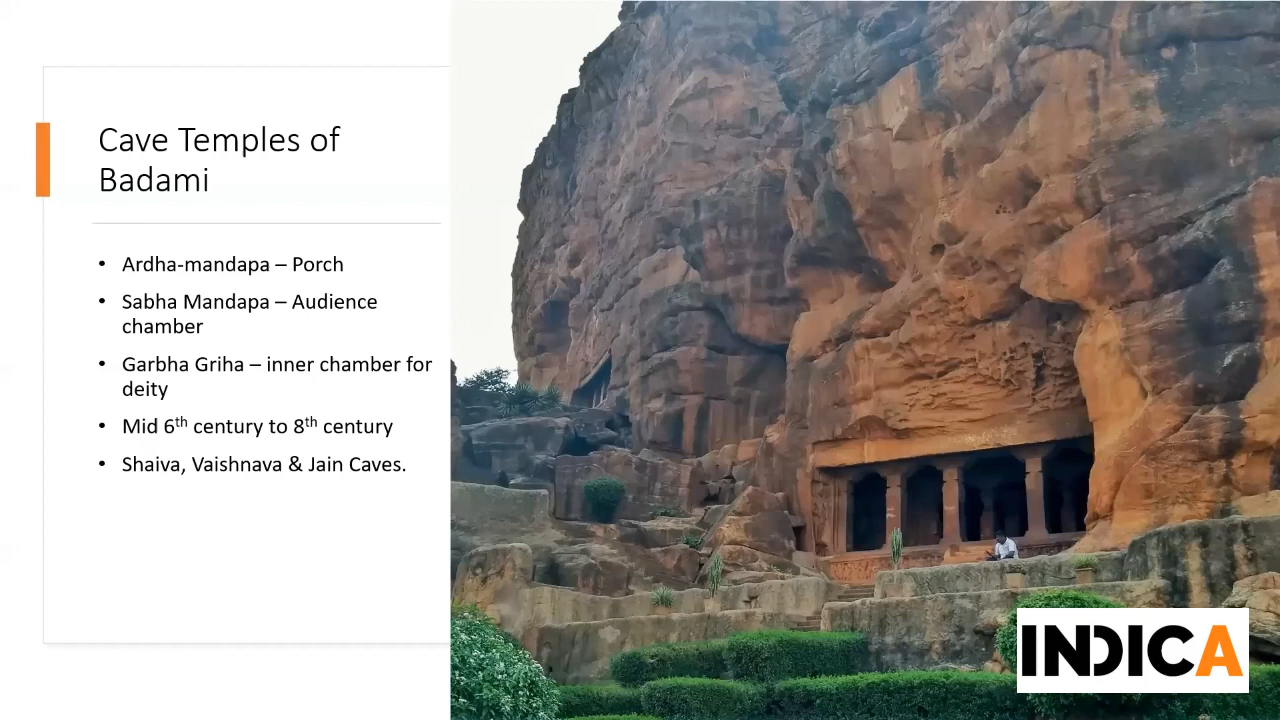 Cave Temples of
Badami
• Ardha-mandapa – Porch
• Sabha Mandapa – Audience
chamber
• Garbha Griha – inner chamber for
deity
• Mid 6th century to 8th century
• Shaiva, Vaishnava & Jain Caves.
INDICA